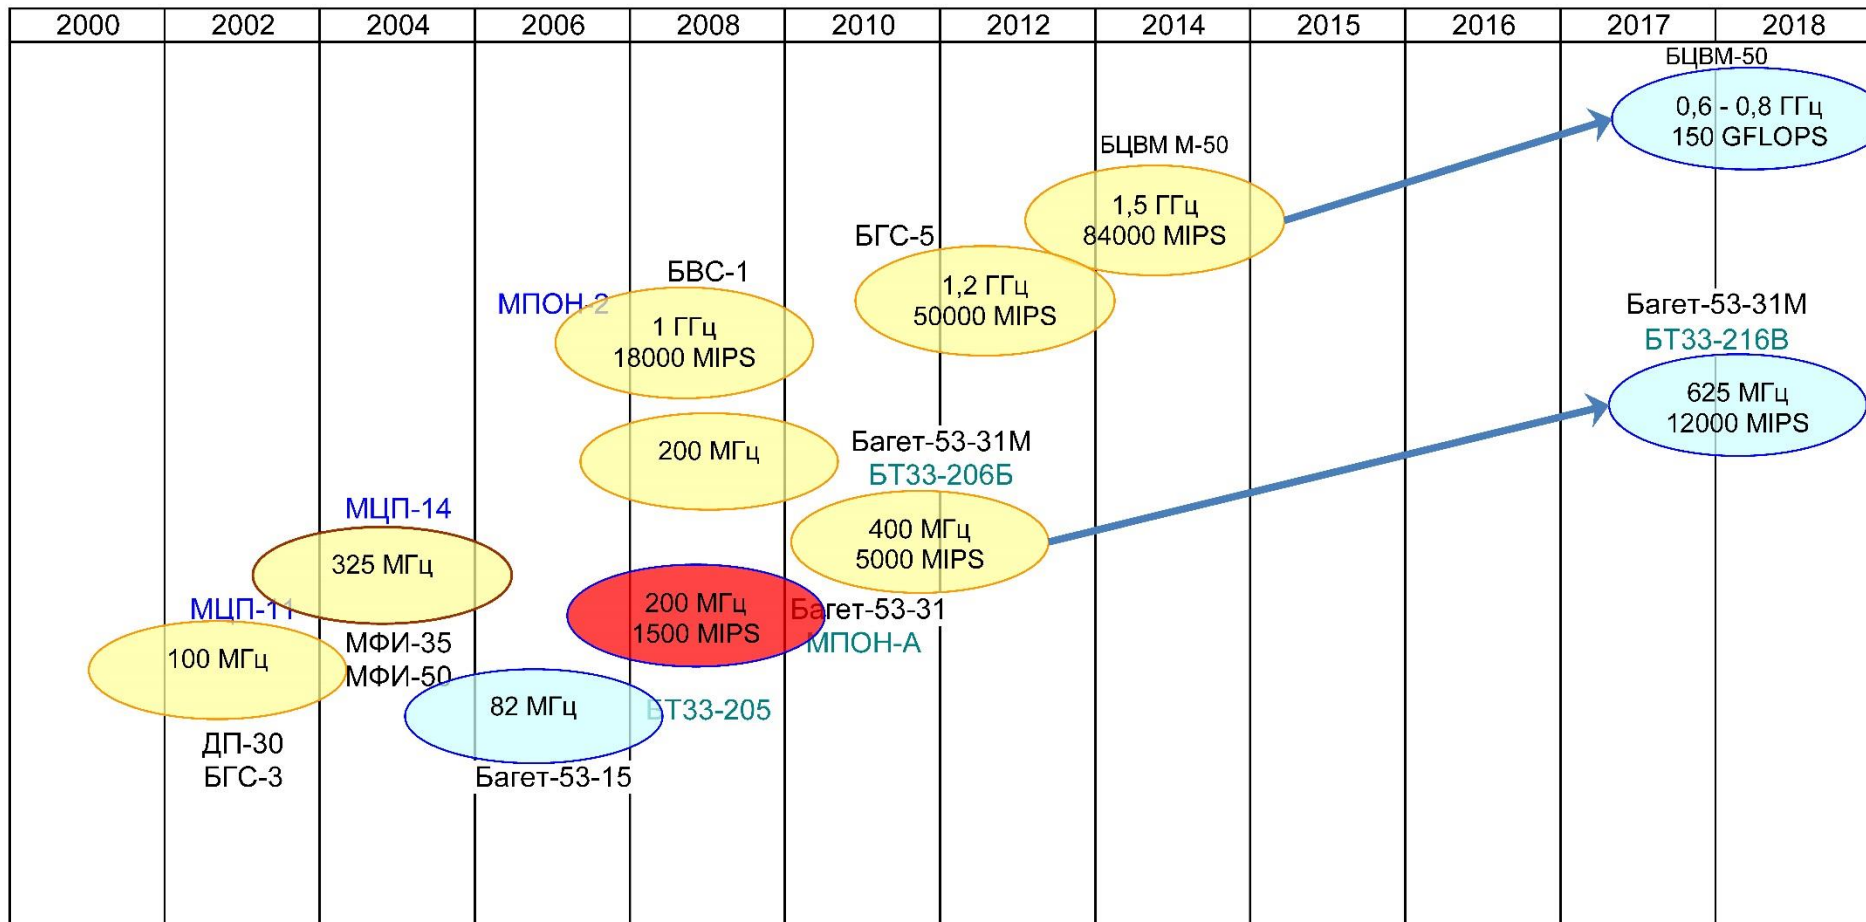 2000 2002 2004 2006 2008 2010 2012 2014 2015 2016 2017 2018
БЦВМ-50
0,6 - 0,8 ГГц
150 GFLOPS
БЦВМ М-50
1,5 ГГц
84000 MIPS
БГС-5
1,2 ГГц
50000 MIPS
БВС-1
МПОН-2
1 ГГц
18000 MIPS
Багет-53-31М
БТ33-216В
625 МГц
12000 MIPS
200 МГц
Багет-53-31М
БТ33-206Б
400 МГц
5000 MIPS
МЦП-14
325 МГц
МФИ-35
МФИ-50
200 МГц
1500 MIPS
Багет-53-31
МПОН-А
МЦП-11
100 МГц
ДП-30
БГС-3
82 МГц
БТ33-205
Багет-53-15